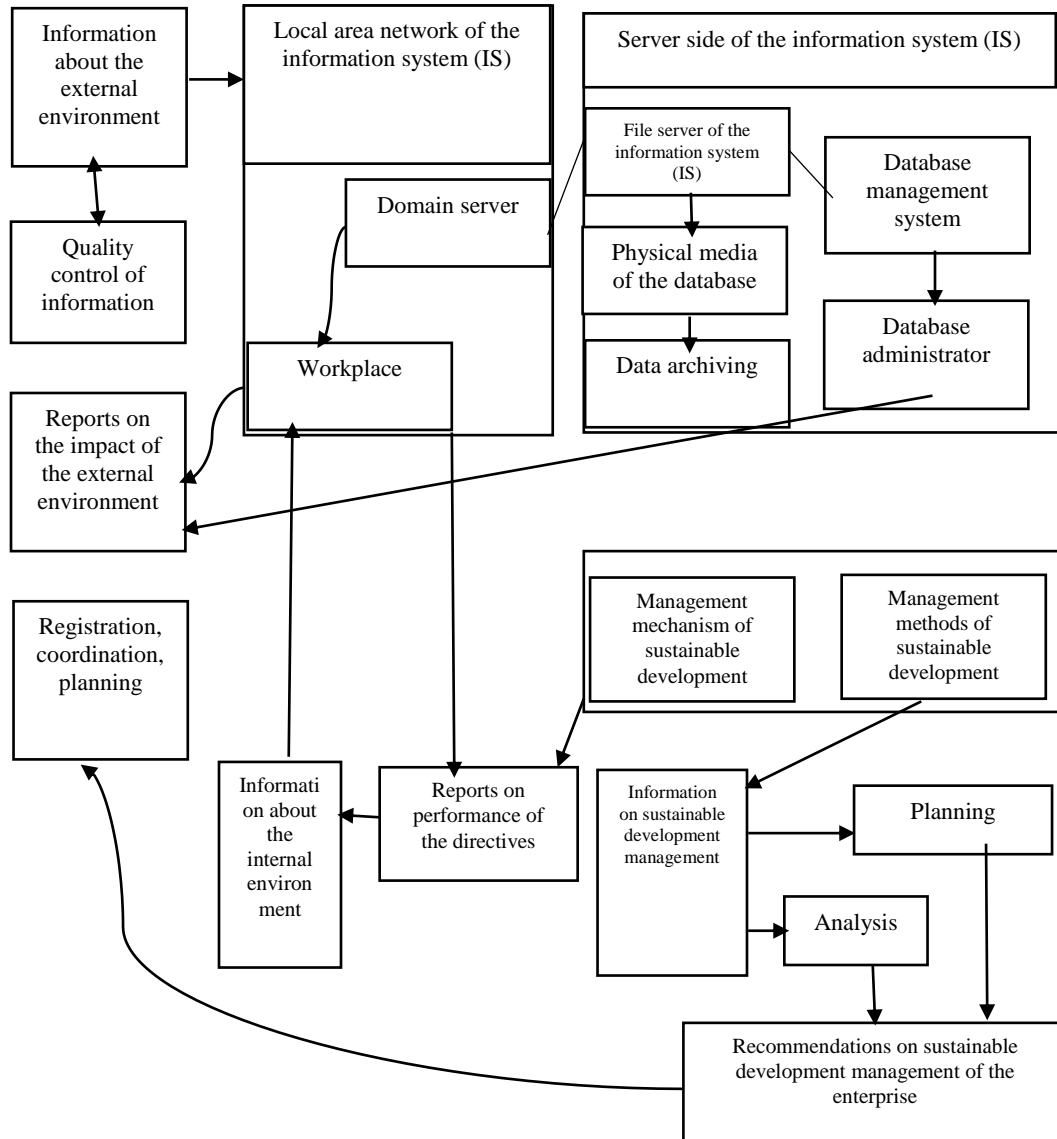 Information
about the
external
environment
Local area network of the
information system (IS)
Server side of the information system (IS)
File server of the
information system
(IS)
Database
management
system
Domain server
Quality
control of
information
Physical media
of the database
Database
administrator
Workplace
Data archiving
Reports on
the impact of
the external
environment
Registration,
coordination,
planning
Management
mechanism of
sustainable
development
Management
methods of
sustainable
development
Informati
on about
the
internal
environ
ment
Reports on
performance of
the directives
Information
on sustainable
development
management
Planning
Analysis
Recommendations on sustainable
development management of the
enterprise